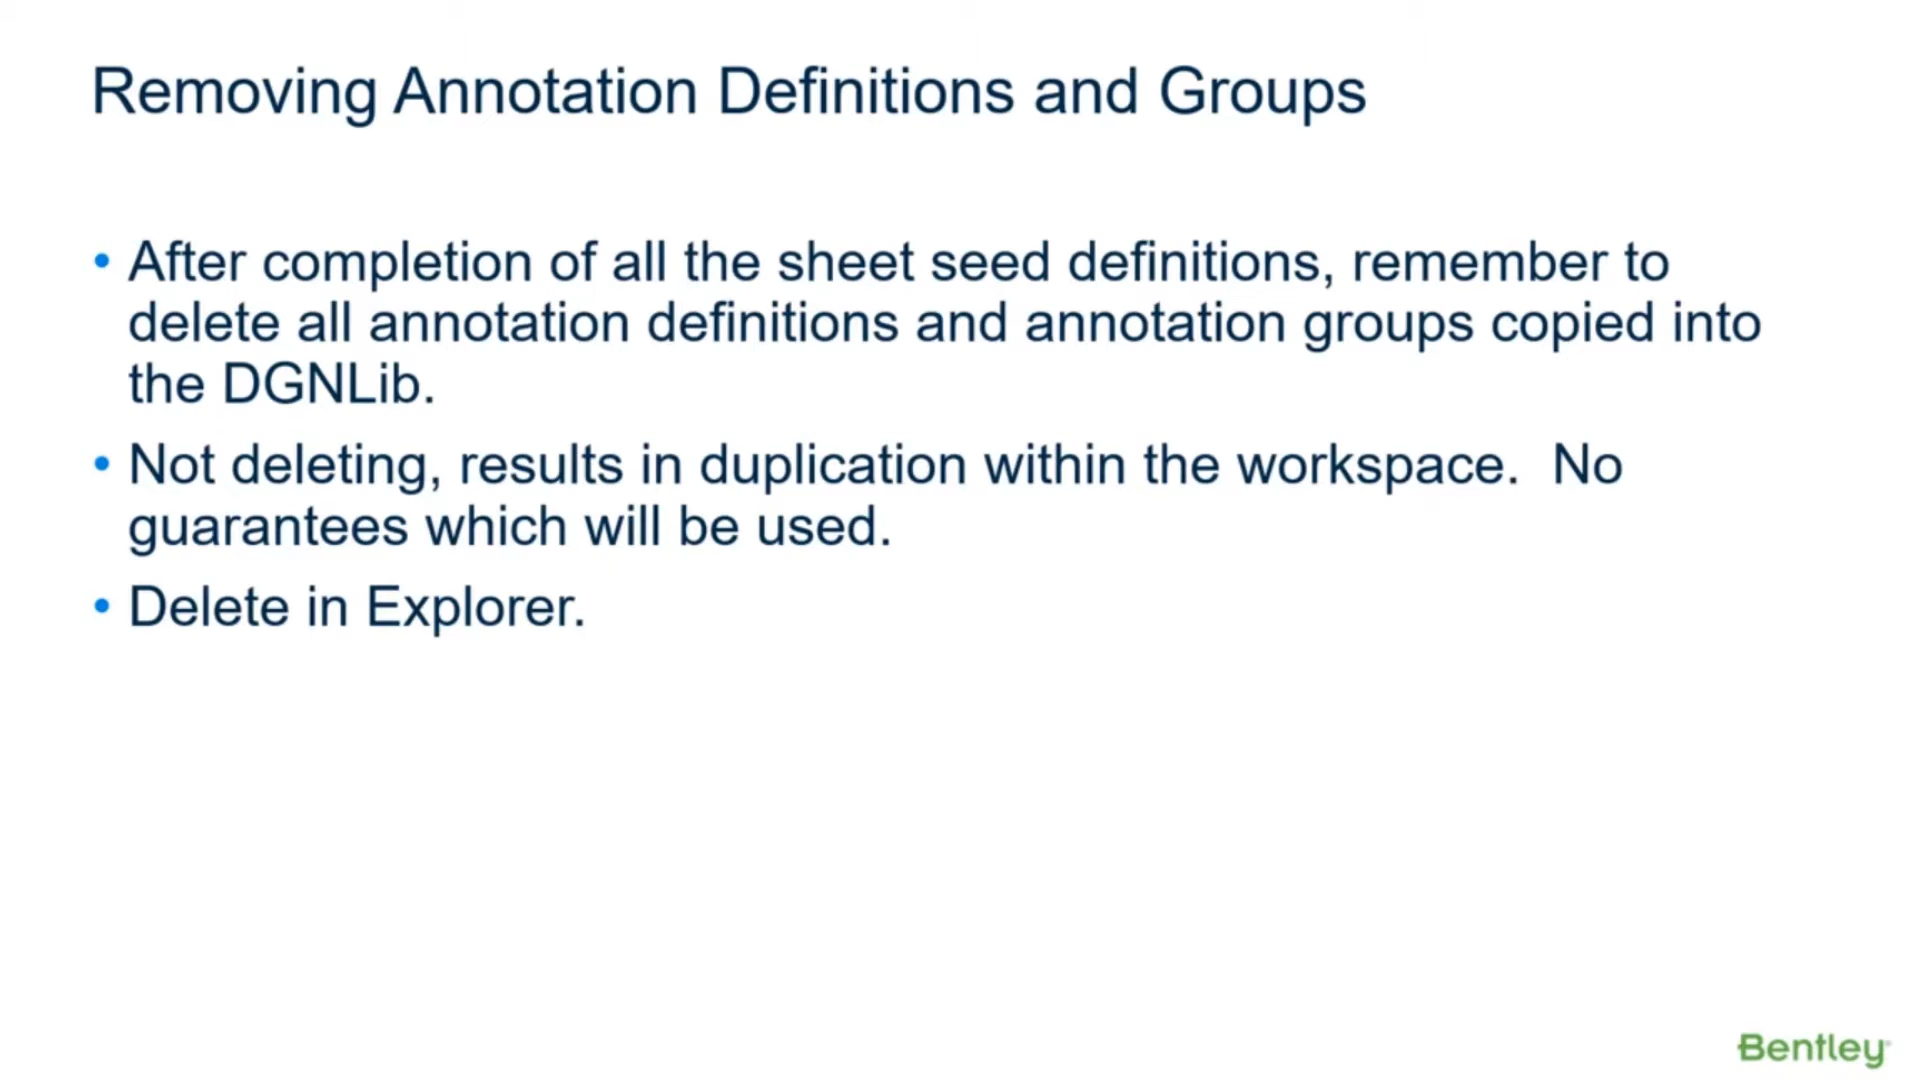 Removing Annotation Definitions and Groups
• After completion of all the sheet seed definitions, remember to
delete all annotation definitions and annotation groups copied into
the DGNLib.
• Not deleting, results in duplication within the workspace.  No
guarantees which will be used.
• Delete in Explorer.
Bentley